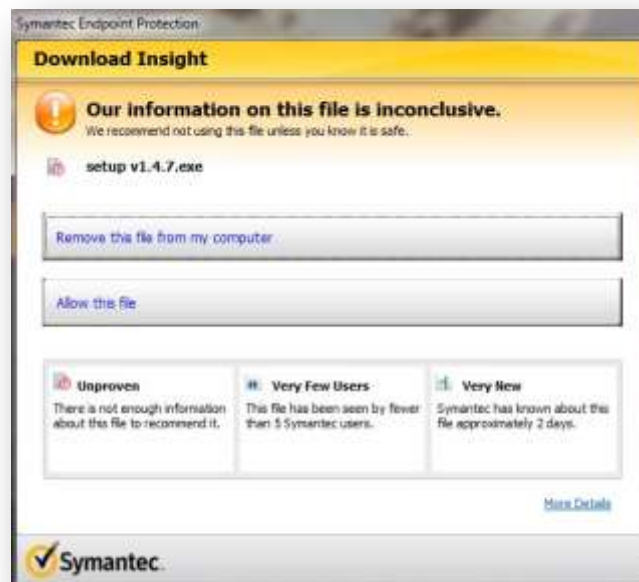 Symantec Endpoint Protection
Download Insight
Our information on this file is inconclusive.
We recommend not using this file unless you know it is safe.
setup v1.4.7.exe
Remove this file from my computer
Allow this file
Unproven
There is not enough information
about this file to recommend it.
Very Few Users
This file has been seen by fewer
than 5 Symantec users.
Very New
Symantec has known about this
file approximately 2 days.
More Details
Symantec.